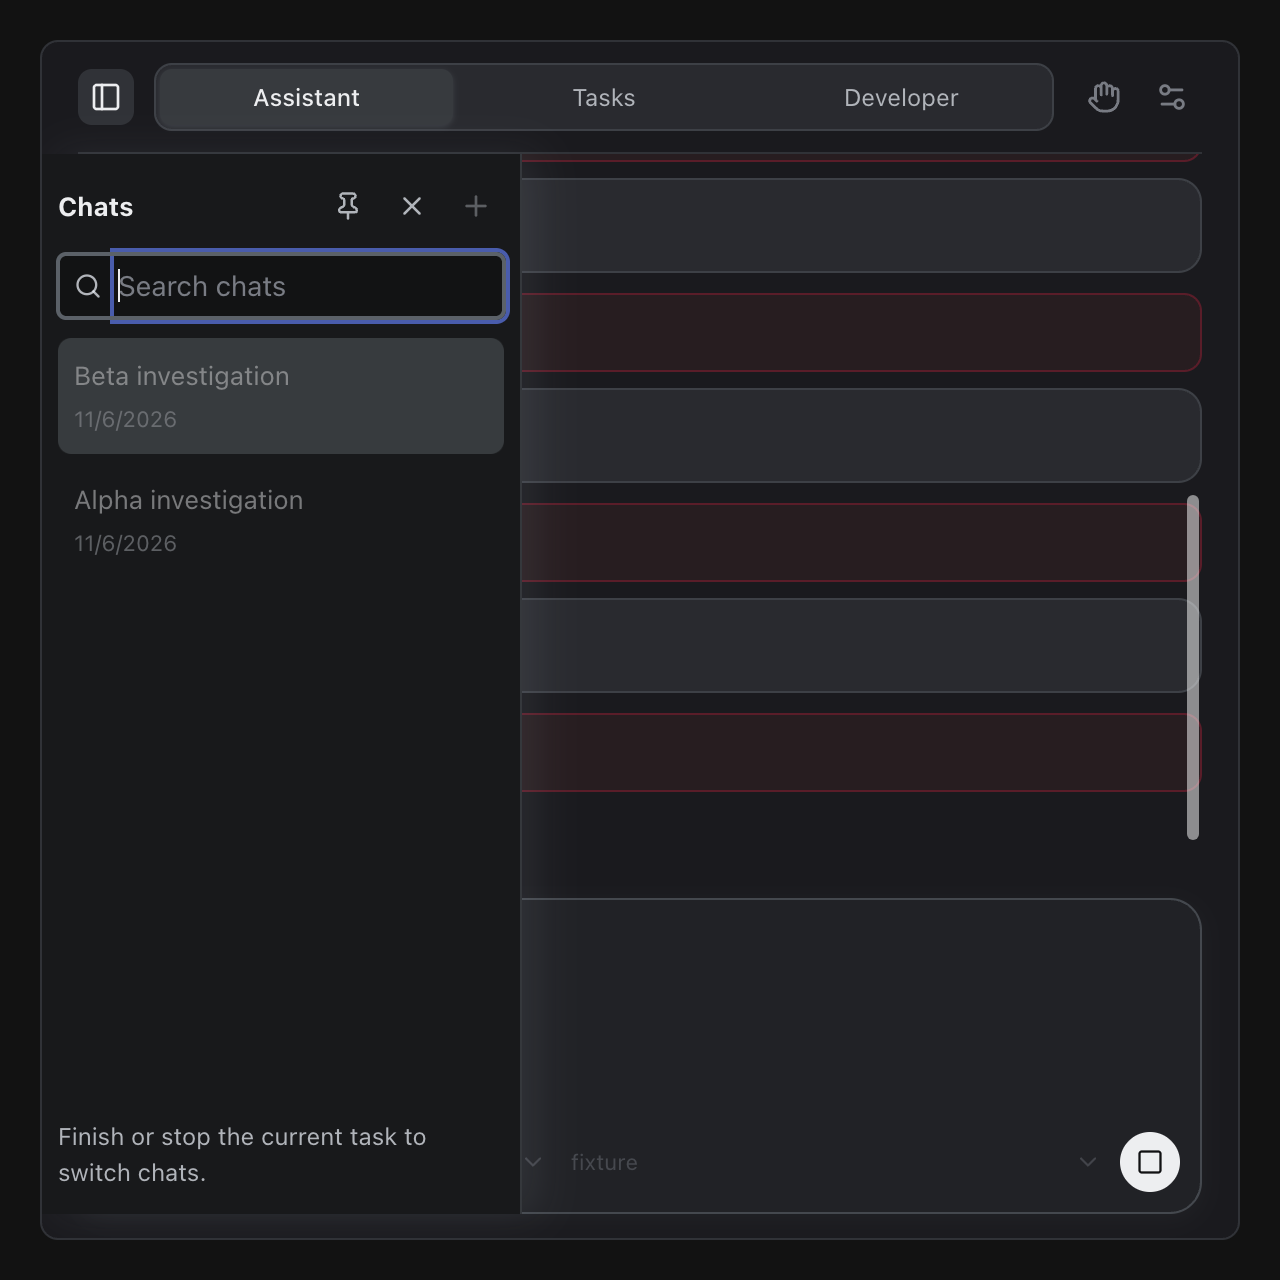 Assistant
Tasks
Developer
Chats
Search chats
Beta investigation
11/6/2026
Alpha investigation
11/6/2026
Finish or stop the current task to
switch chats.
fixture